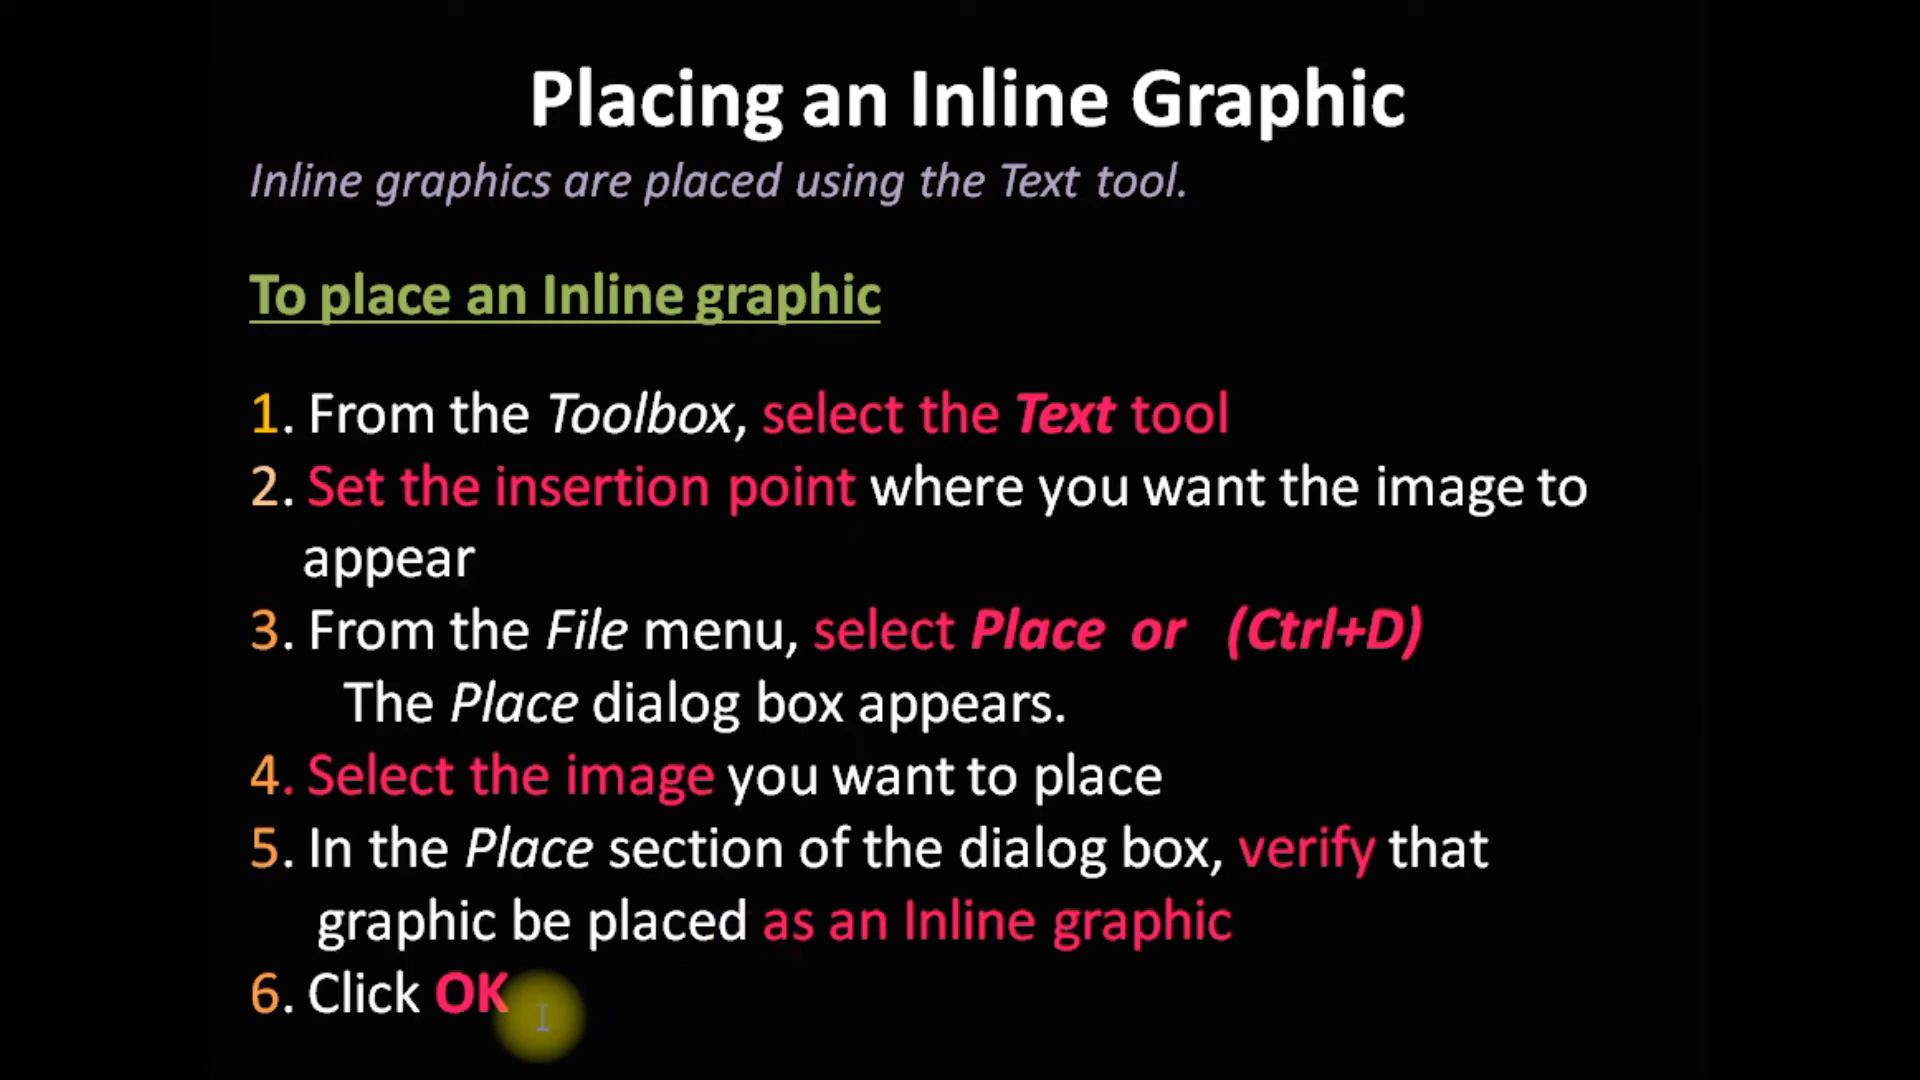 Placing an Inline Graphic
Inline graphics are placed using the Text tool.
To place an Inline graphic
1. From the Toolbox, select the Text tool
2. Set the insertion point where you want the image to
appear
3. From the File menu, select Place or (Ctrl+D)
The Place dialog box appears.
4. Select the image you want to place
5. In the Place section of the dialog box, verify that
graphic be placed as an Inline graphic
6. Click OK